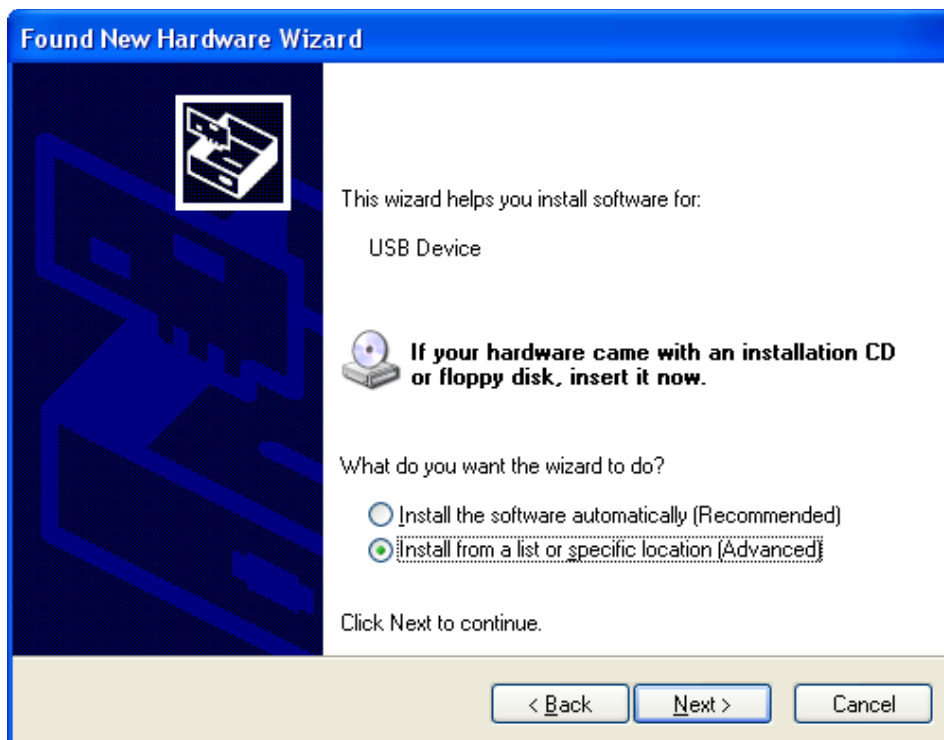 Found New Hardware Wizard
This wizard helps you install software for:
USB Device
If your hardware came with an installation CD
or floppy disk, insert it now.
What do you want the wizard to do?
Install the software automatically (Recommended)
Install from a list or specific location (Advanced)
Click Next to continue.
< Back
Next >
Cancel